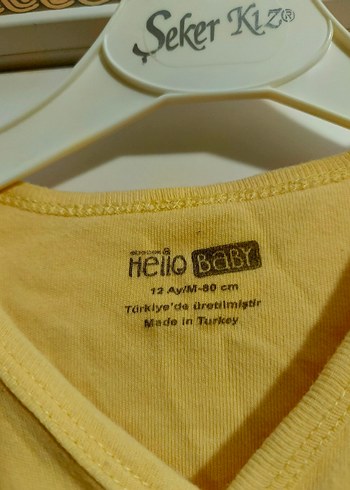 Şeker Kız®
Hello BABY
12 Ay/M-80 cm
Türkiye'de üretilmiştir
Made in Turkey